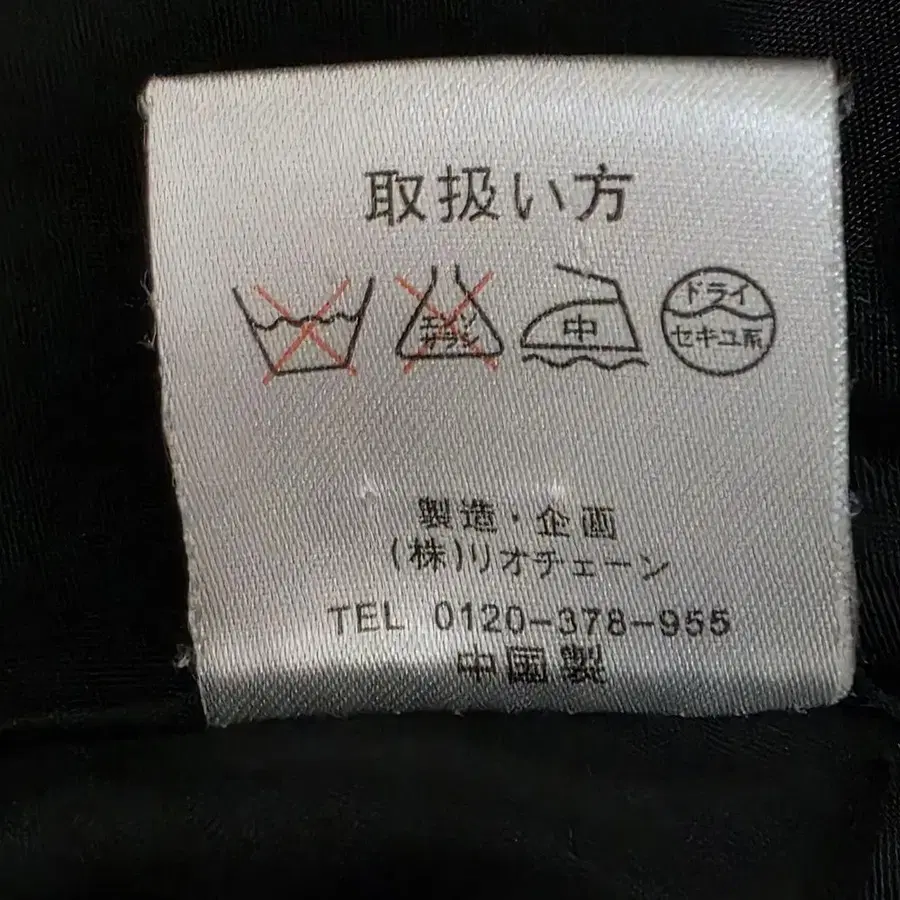 取扱い方
エンソ
サラシ
中
ドライ
セキユ系
製造・企画
(株)リオチェーン
TEL 0120-378-955
中国製